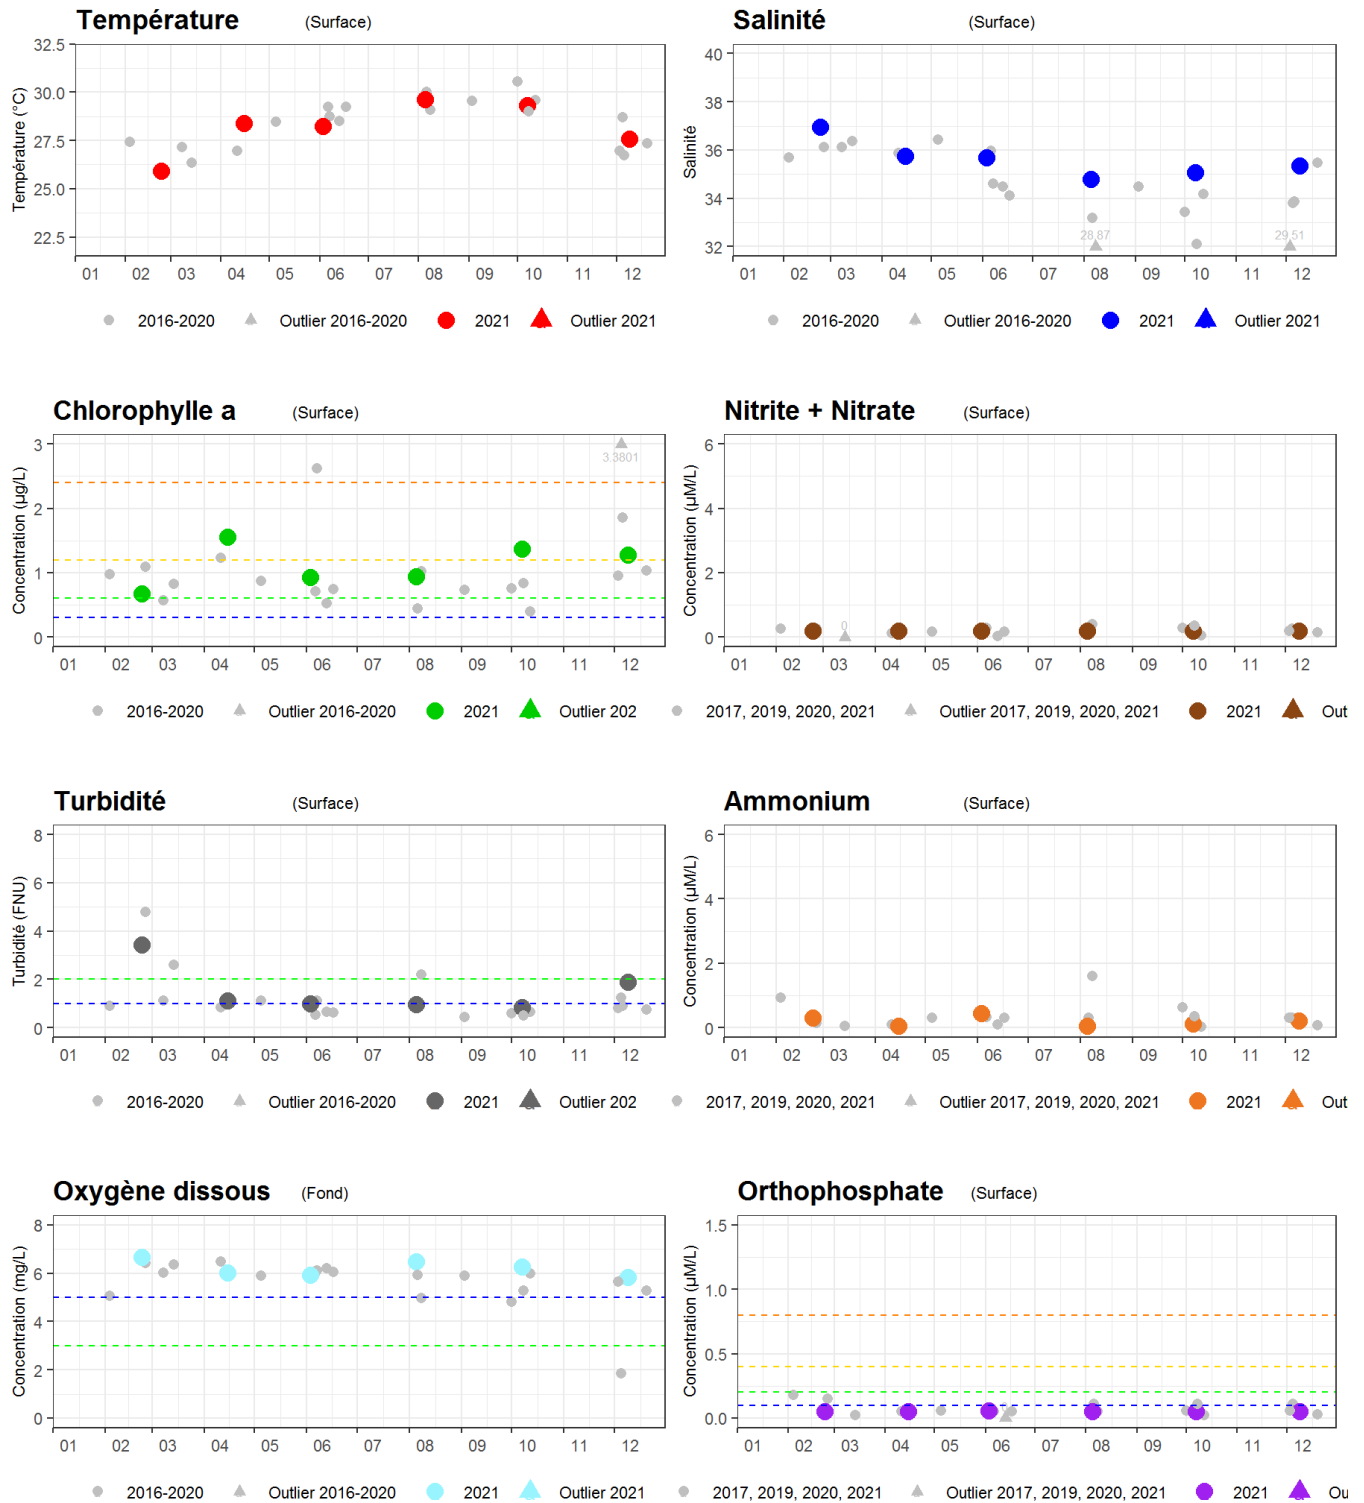 Température (Surface)
Température (°C)
32.5
30.0
27.5
25.0
22.5
01 02 03 04 05 06 07 08 09 10 11 12
2016-2020 Outlier 2016-2020 2021 Outlier 2021
Salinité (Surface)
Salinité
40
38
36
34
32
28.87 29.51
01 02 03 04 05 06 07 08 09 10 11 12
2016-2020 Outlier 2016-2020 2021 Outlier 2021
Chlorophylle a (Surface)
Concentration (µg/L)
3
2
1
0
3.3801
01 02 03 04 05 06 07 08 09 10 11 12
2016-2020 Outlier 2016-2020 2021 Outlier 202
Nitrite + Nitrate (Surface)
Concentration (µM/L)
6
4
2
0
0
01 02 03 04 05 06 07 08 09 10 11 12
2017, 2019, 2020, 2021 Outlier 2017, 2019, 2020, 2021 2021 Out
Turbidité (Surface)
Turbidité (FNU)
8
6
4
2
0
01 02 03 04 05 06 07 08 09 10 11 12
2016-2020 Outlier 2016-2020 2021 Outlier 202
Ammonium (Surface)
Concentration (µM/L)
6
4
2
0
01 02 03 04 05 06 07 08 09 10 11 12
2017, 2019, 2020, 2021 Outlier 2017, 2019, 2020, 2021 2021 Out
Oxygène dissous (Fond)
Concentration (mg/L)
8
6
4
2
0
01 02 03 04 05 06 07 08 09 10 11 12
2016-2020 Outlier 2016-2020 2021 Outlier 2021
Orthophosphate (Surface)
Concentration (µM/L)
1.5
1.0
0.5
0.0
01 02 03 04 05 06 07 08 09 10 11 12
2017, 2019, 2020, 2021 Outlier 2017, 2019, 2020, 2021 2021 Ou